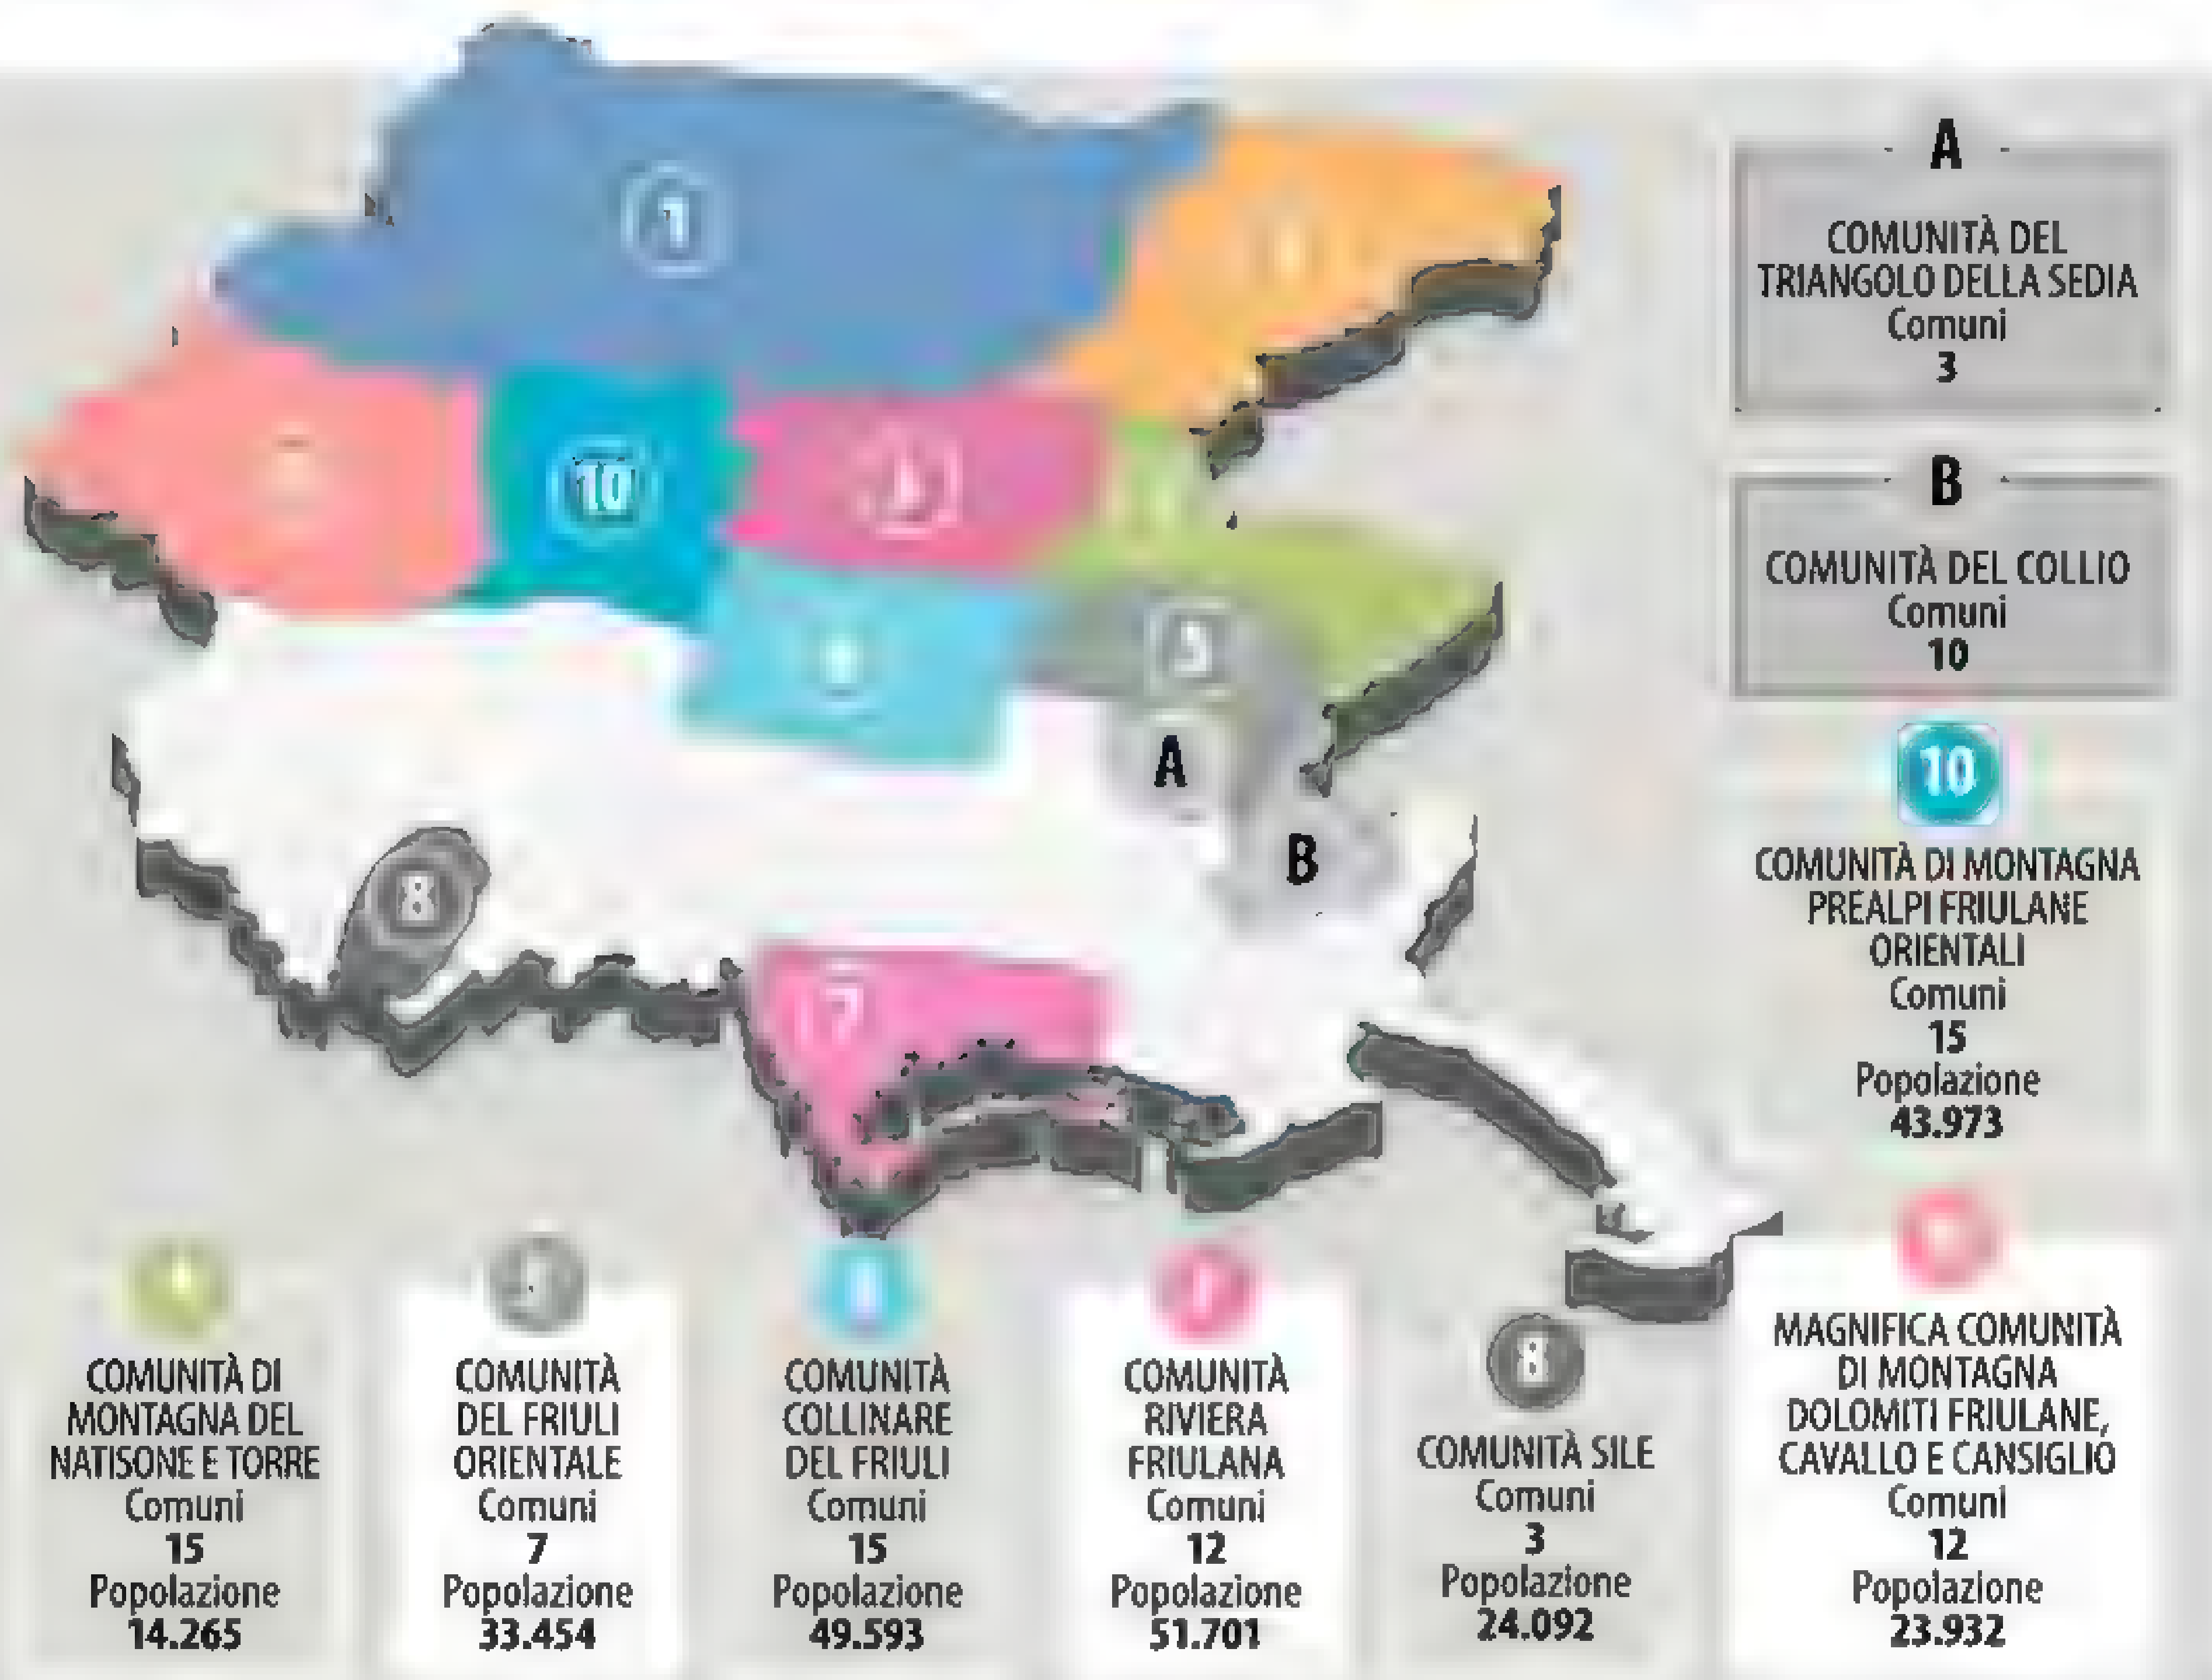 1
10
5
A
B
8
7
A
COMUNITÀ DEL
TRIANGOLO DELLA SEDIA
Comuni
3
B
COMUNITÀ DEL COLLIO
Comuni
10
10
COMUNITÀ DI MONTAGNA
PREALPI FRIULANE
ORIENTALI
Comuni
15
Popolazione
43.973
COMUNITÀ DI
MONTAGNA DEL
NATISONE E TORRE
Comuni
15
Popolazione
14.265
5
COMUNITÀ
DEL FRIULI
ORIENTALE
Comuni
7
Popolazione
33.454
COMUNITÀ
COLLINARE
DEL FRIULI
Comuni
15
Popolazione
49.593
7
COMUNITÀ
RIVIERA
FRIULANA
Comuni
12
Popolazione
51.701
8
COMUNITÀ SILE
Comuni
3
Popolazione
24.092
MAGNIFICA COMUNITÀ
DI MONTAGNA
DOLOMITI FRIULANE,
CAVALLO E CANSIGLIO
Comuni
12
Popolazione
23.932